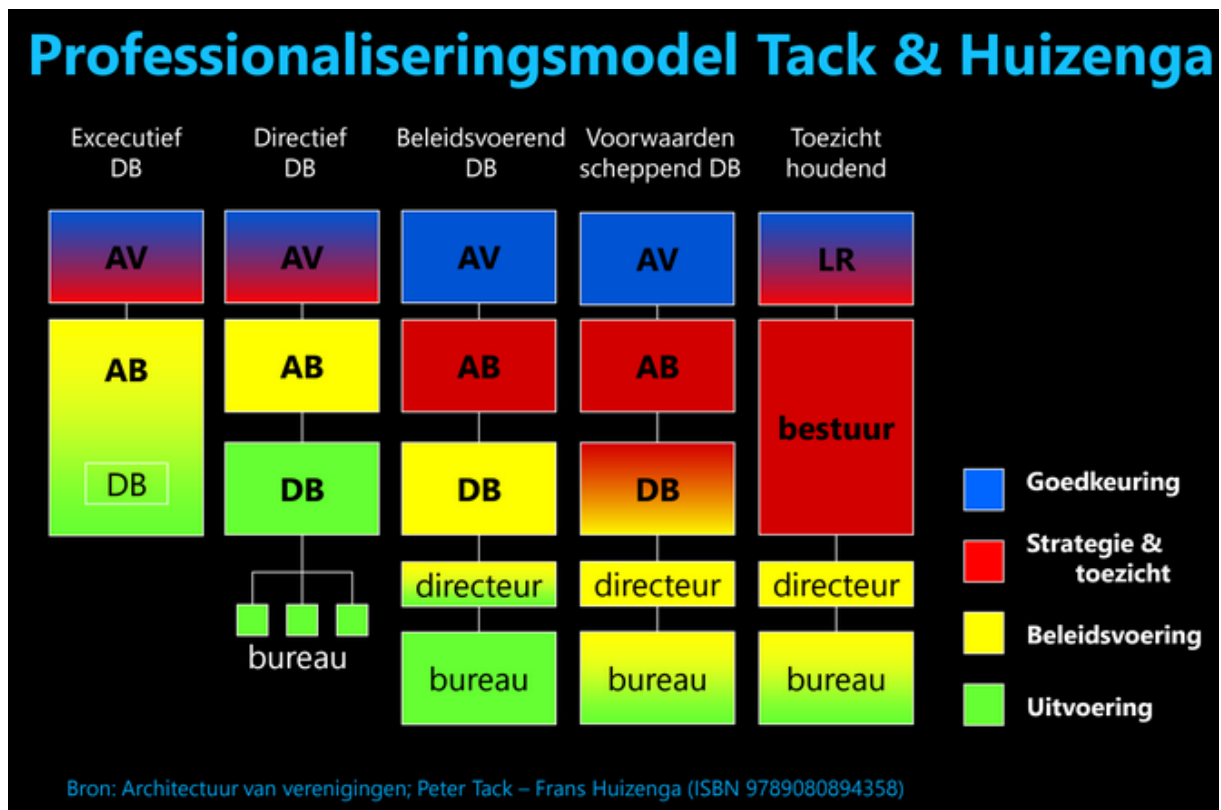 Professionaliseringsmodel Tack & Huizenga
Excecutief
DB
Directief
DB
Beleidsvoerend
DB
Voorwaarden
scheppend DB
Toezicht
houdend
AV
AV
AV
AV
LR
AB
AB
AB
AB
bestuur
DB
DB
DB
DB
directeur
directeur
directeur
bureau
bureau
bureau
bureau
Goedkeuring
Strategie &
toezicht
Beleidsvoering
Uitvoering
Bron: Architectuur van verenigingen; Peter Tack – Frans Huizenga (ISBN 9789080894358)